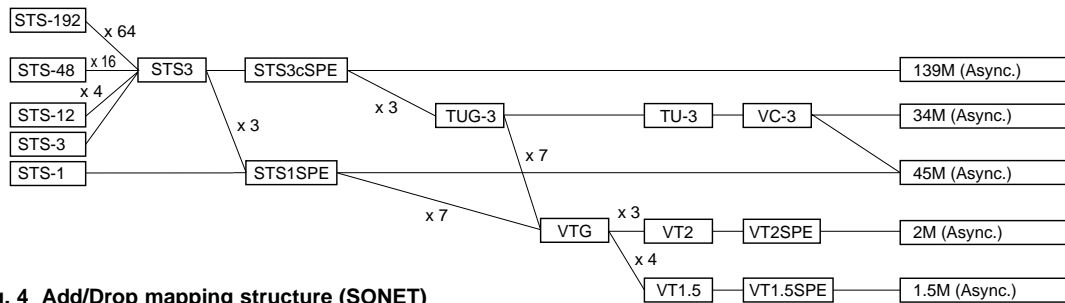 STS-192
x 64
STS-48 x 16 STS3 STS3cSPE 139M (Async.)
x 4 x 3
STS-12 TUG-3 TU-3 VC-3 34M (Async.)
x 3
STS-3
x 7
STS-1 STS1SPE 45M (Async.)
x 7 x 3
VTG VT2 VT2SPE 2M (Async.)
x 4
VT1.5 VT1.5SPE 1.5M (Async.)
. 4 Add/Drop mapping structure (SONET)